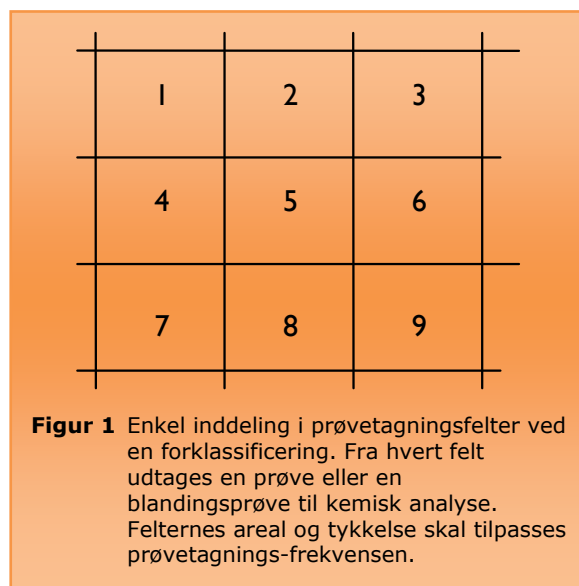 1 2 3
4 5 6
7 8 9
Figur 1 Enkel inddeling i prøvetagningsfelter ved
en forklassificering. Fra hvert felt
udtages en prøve eller en
blandingsprøve til kemisk analyse.
Felternes areal og tykkelse skal tilpasses
prøvetagnings-frekvensen.